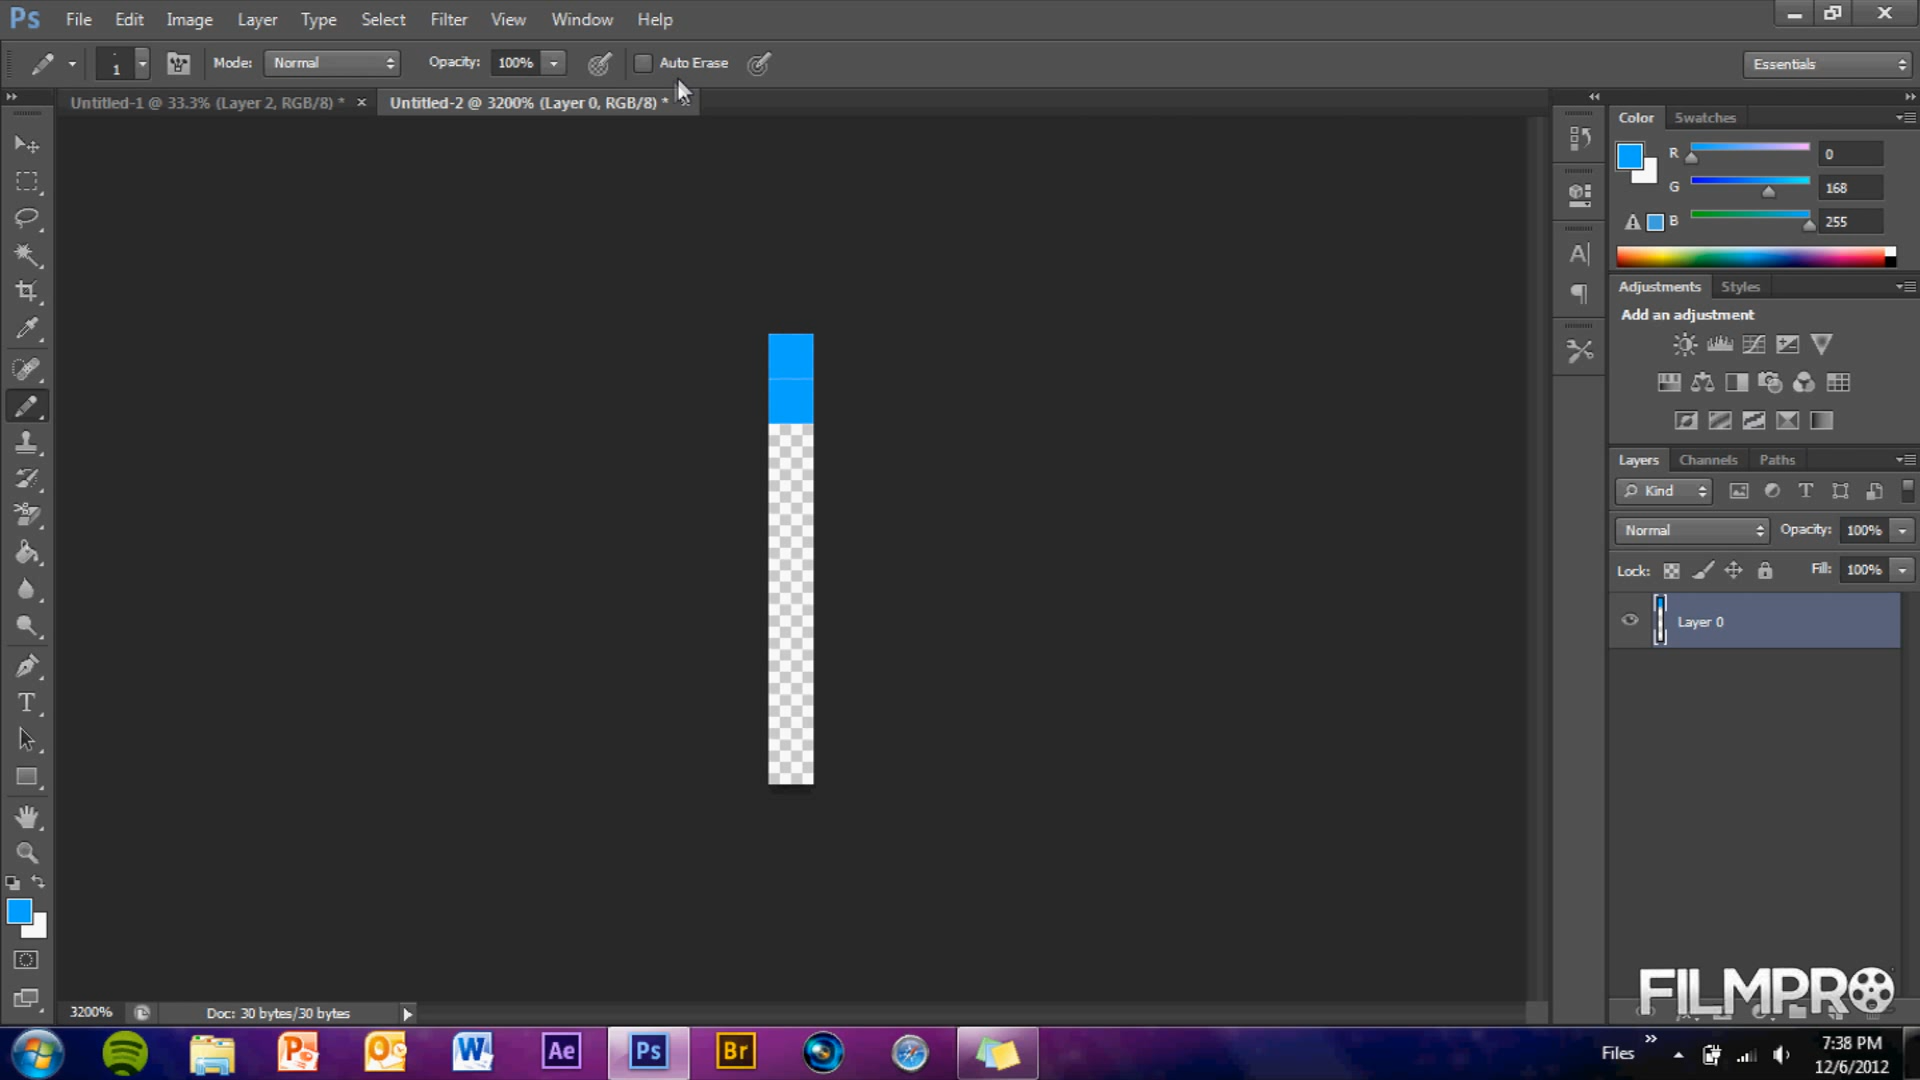 Ps File Edit Image Layer Type Select Filter View Window Help
1 Mode: Normal Opacity: 100% Auto Erase Essentials
Untitled-1 @ 33.3% (Layer 2, RGB/8) * × Untitled-2 @ 3200% (Layer 0, RGB/8) *
Color Swatches
R 0
G 168
B 255
Adjustments Styles
Add an adjustment
Layers Channels Paths
Kind
Normal Opacity: 100%
Lock: Fill: 100%
Layer 0
FILMPRO
3200% Doc: 30 bytes/30 bytes
Ae Ps Br
Files 7:38 PM
12/6/2012